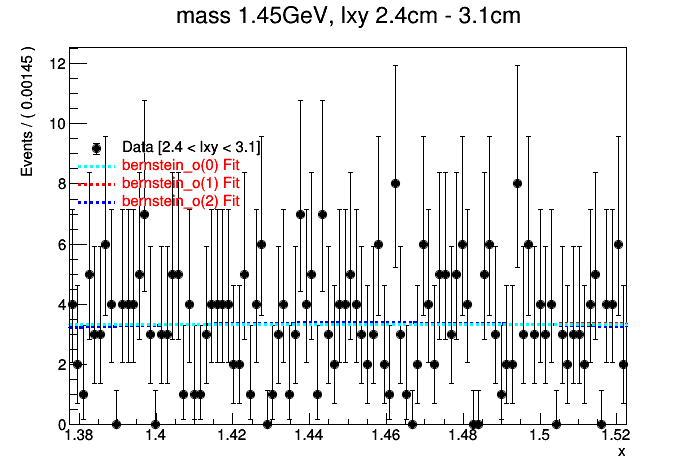 mass 1.45GeV, lxy 2.4cm - 3.1cm
Events / ( 0.00145 )
12
10
8
6
4
2
0
Data [2.4 < lxy < 3.1]
bernstein_o(0) Fit
bernstein_o(1) Fit
bernstein_o(2) Fit
1.38 1.4 1.42 1.44 1.46 1.48 1.5 1.52
x